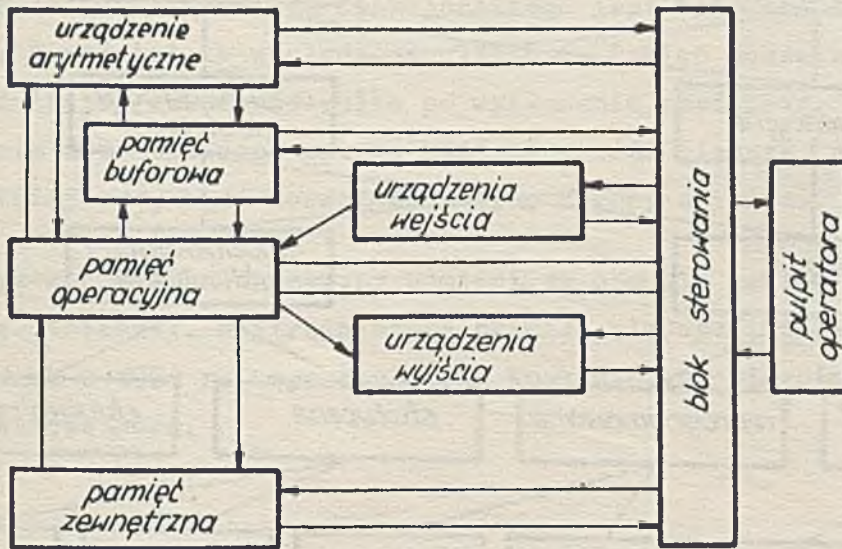 urządzenie
arytmetyczne
pamięć
buforowa
urządzenia
wejścia
pamięć
operacyjna
urządzenia
wyjścia
pamięć
zewnętrzna
blok sterowania
pulpit
operatora